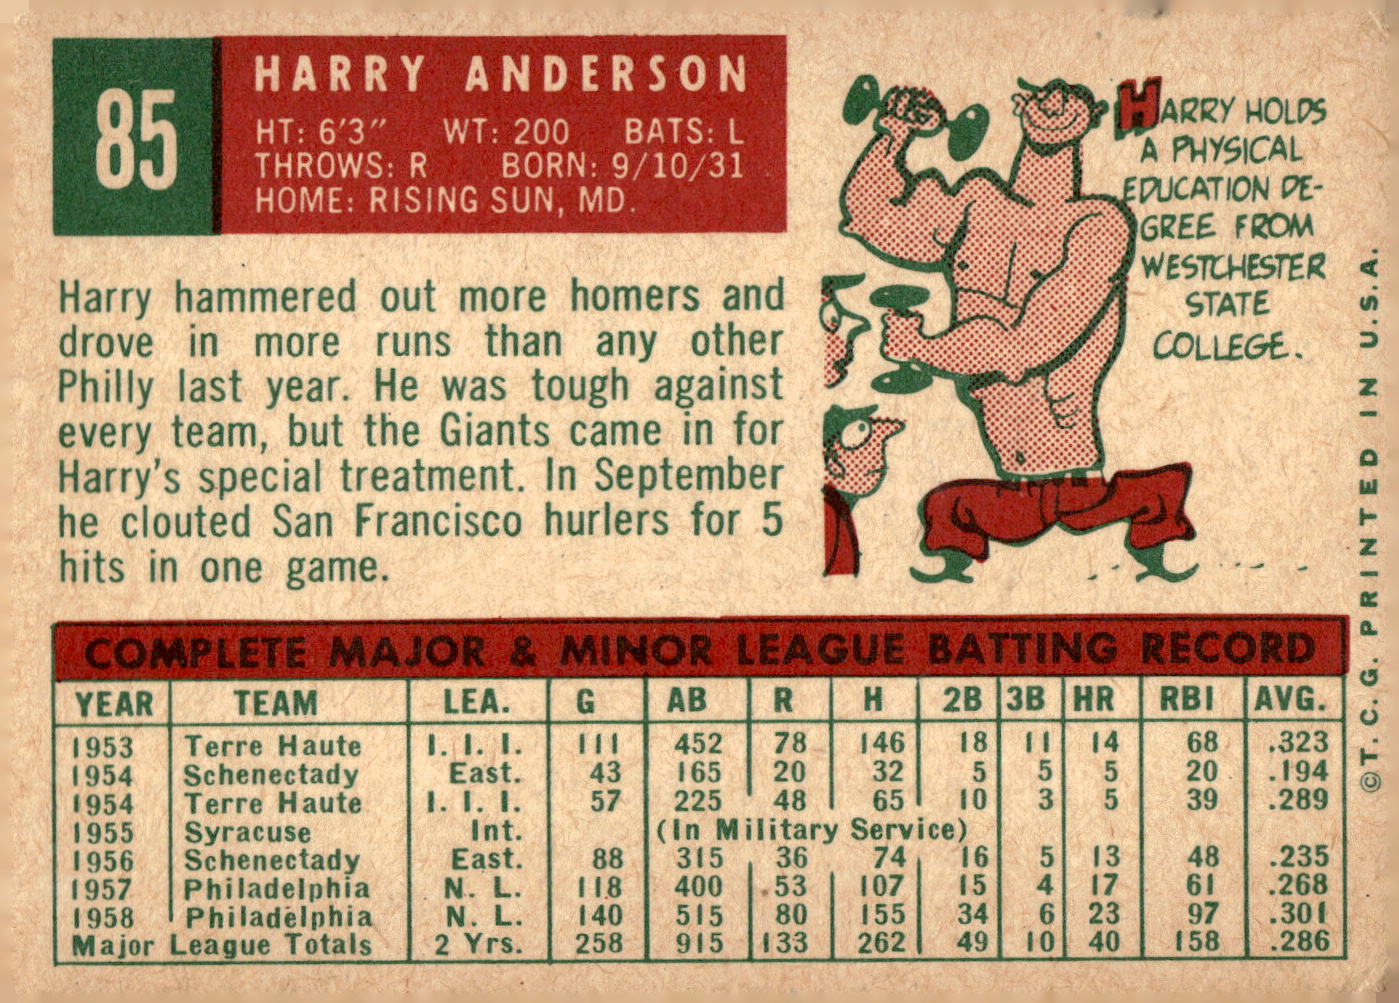 85
HARRY ANDERSON
HT: 6'3" WT: 200 BATS: L
THROWS: R BORN: 9/10/31
HOME: RISING SUN, MD.
HARRY HOLDS
A PHYSICAL
EDUCATION DE-
GREE FROM
WESTCHESTER
STATE
COLLEGE.
Harry hammered out more homers and
drove in more runs than any other
Philly last year. He was tough against
every team, but the Giants came in for
Harry's special treatment. In September
he clouted San Francisco hurlers for 5
hits in one game.
COMPLETE MAJOR & MINOR LEAGUE BATTING RECORD
YEAR TEAM LEA. G AB R H 2B 3B HR RBI AVG.
1953 Terre Haute I. I. I. 111 452 78 146 18 11 14 68 .323
1954 Schenectady East. 43 165 20 32 5 5 5 20 .194
1954 Terre Haute I. I. I. 57 225 48 65 10 3 5 39 .289
1955 Syracuse Int. (In Military Service)
1956 Schenectady East. 88 315 36 74 16 5 13 48 .235
1957 Philadelphia N. L. 118 400 53 107 15 4 17 61 .268
1958 Philadelphia N. L. 140 515 80 155 34 6 23 97 .301
Major League Totals 2 Yrs. 258 915 133 262 49 10 40 158 .286
©T.C.G. PRINTED IN U.S.A.